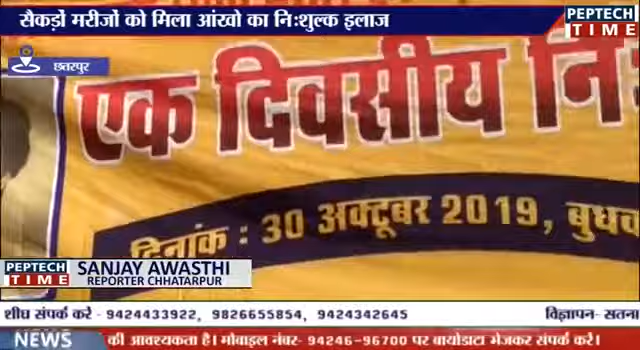 सैकड़ों मरीजों को मिला आंखो का निःशुल्क इलाज
PEPTECH
TIME
छतरपुर
एक दिवसीय
दिनांक : 30 अक्टूबर 2019,
PEPTECH
TIME
SANJAY AWASTHI
REPORTER CHHATARPUR
शीघ्र संपर्क करें - 9424433922, 9826655854, 9424342645
विज्ञापन- सतना
NEWS
की आवश्यकता है। मोबाइल नंबर- 94246-96700 पर बायोडाटा भेजकर संपर्क करें।